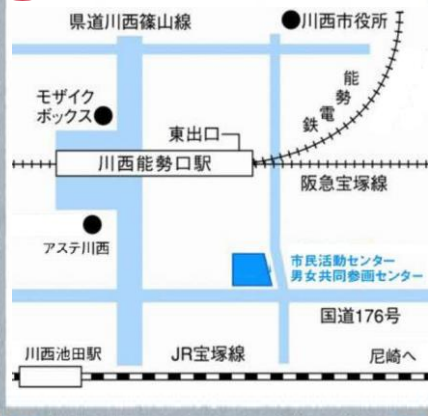 県道川西篠山線
川西市役所
能勢電鉄
モザイク
ボックス
東出口
川西能勢口駅
阪急宝塚線
アステ川西
市民活動センター
男女共同参画センター
国道176号
川西池田駅
JR宝塚線
尼崎へ